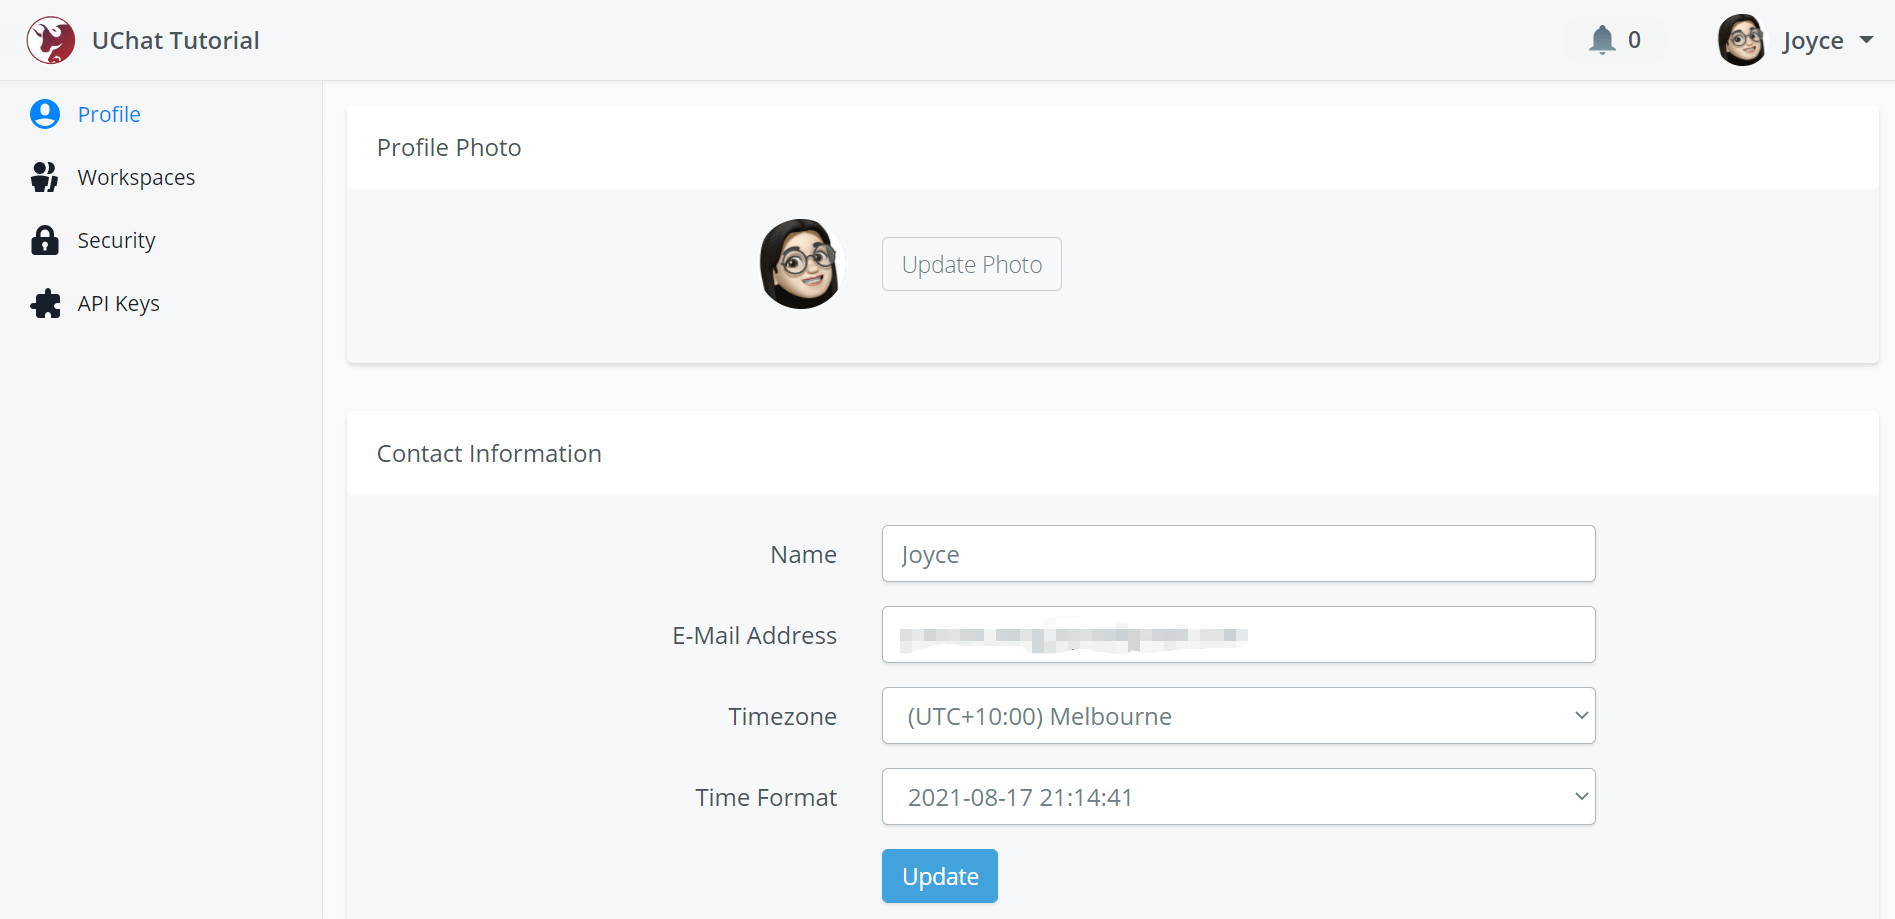 UChat Tutorial
0
Joyce
Profile
Workspaces
Security
API Keys
Profile Photo
Update Photo
Contact Information
Name
Joyce
E-Mail Address
Timezone
(UTC+10:00) Melbourne
Time Format
2021-08-17 21:14:41
Update